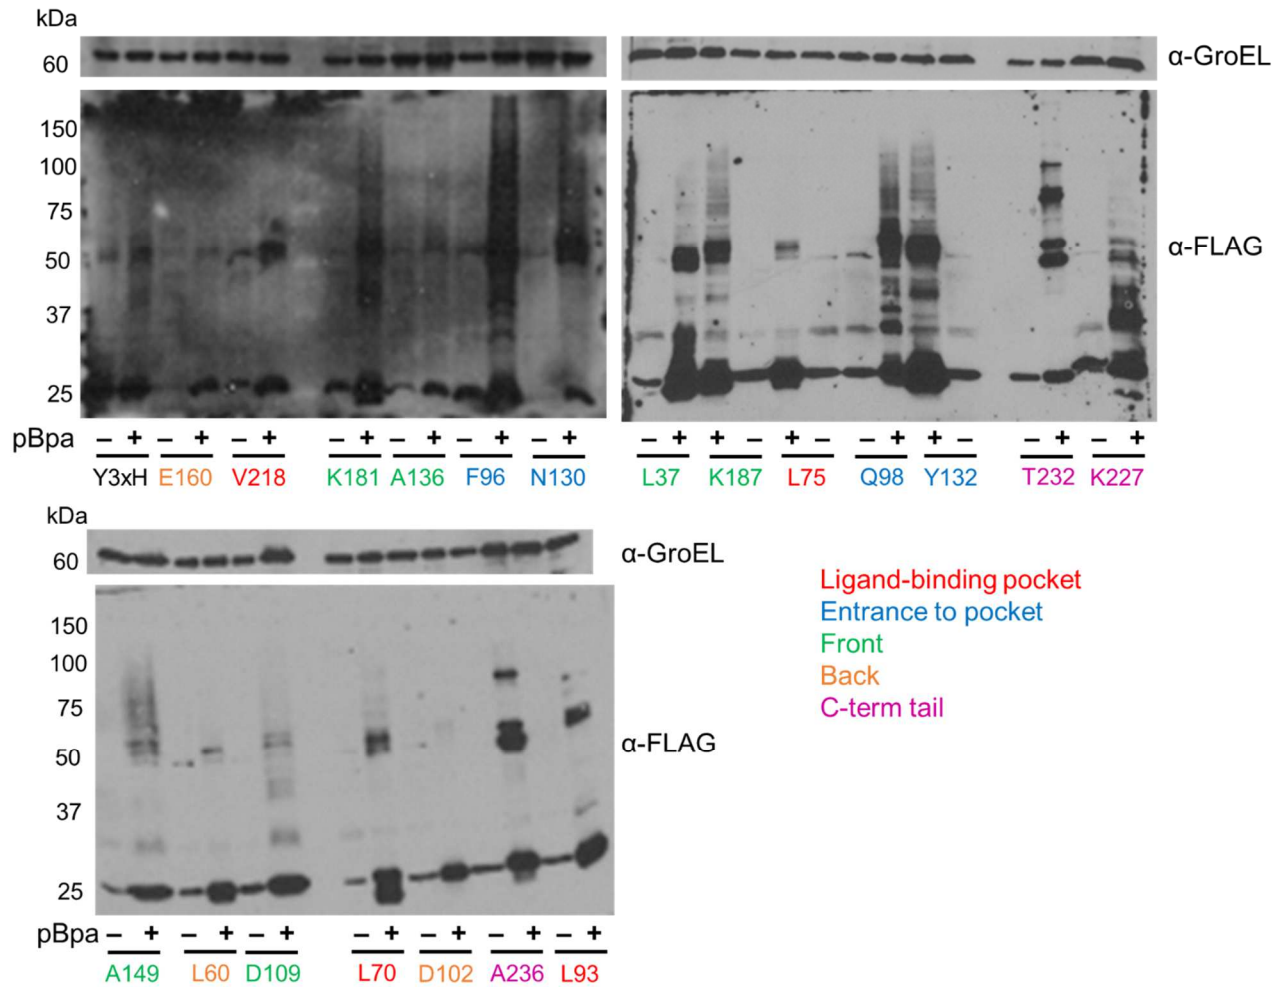 kDa
60
α-GroEL
150
100
75
50
37
25
α-FLAG
pBpa – + – + – + – + – + – + – + – + + – + – – + + – – + – +
Y3xH E160 V218 K181 A136 F96 N130 L37 K187 L75 Q98 Y132 T232 K227
kDa
60
α-GroEL
150
100
75
50
37
25
α-FLAG
Ligand-binding pocket
Entrance to pocket
Front
Back
C-term tail
pBpa – + – + – + – + – + – + – +
A149 L60 D109 L70 D102 A236 L93